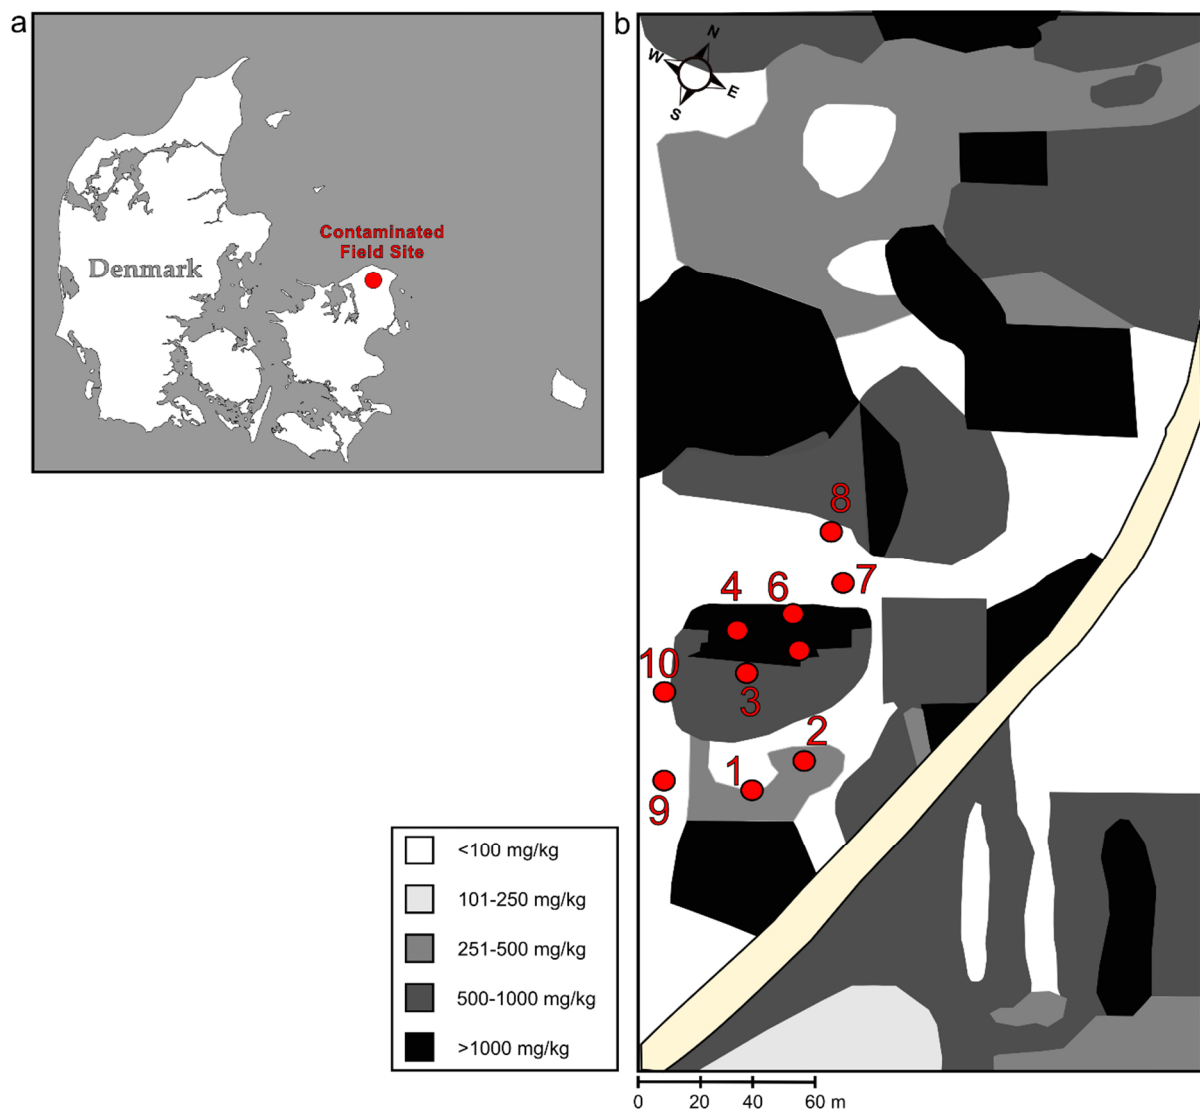 a
Denmark
Contaminated
Field Site
b
N
W
E
S
8
7
4
6
10
3
2
1
9
<100 mg/kg
101-250 mg/kg
251-500 mg/kg
500-1000 mg/kg
>1000 mg/kg
0 20 40 60 m